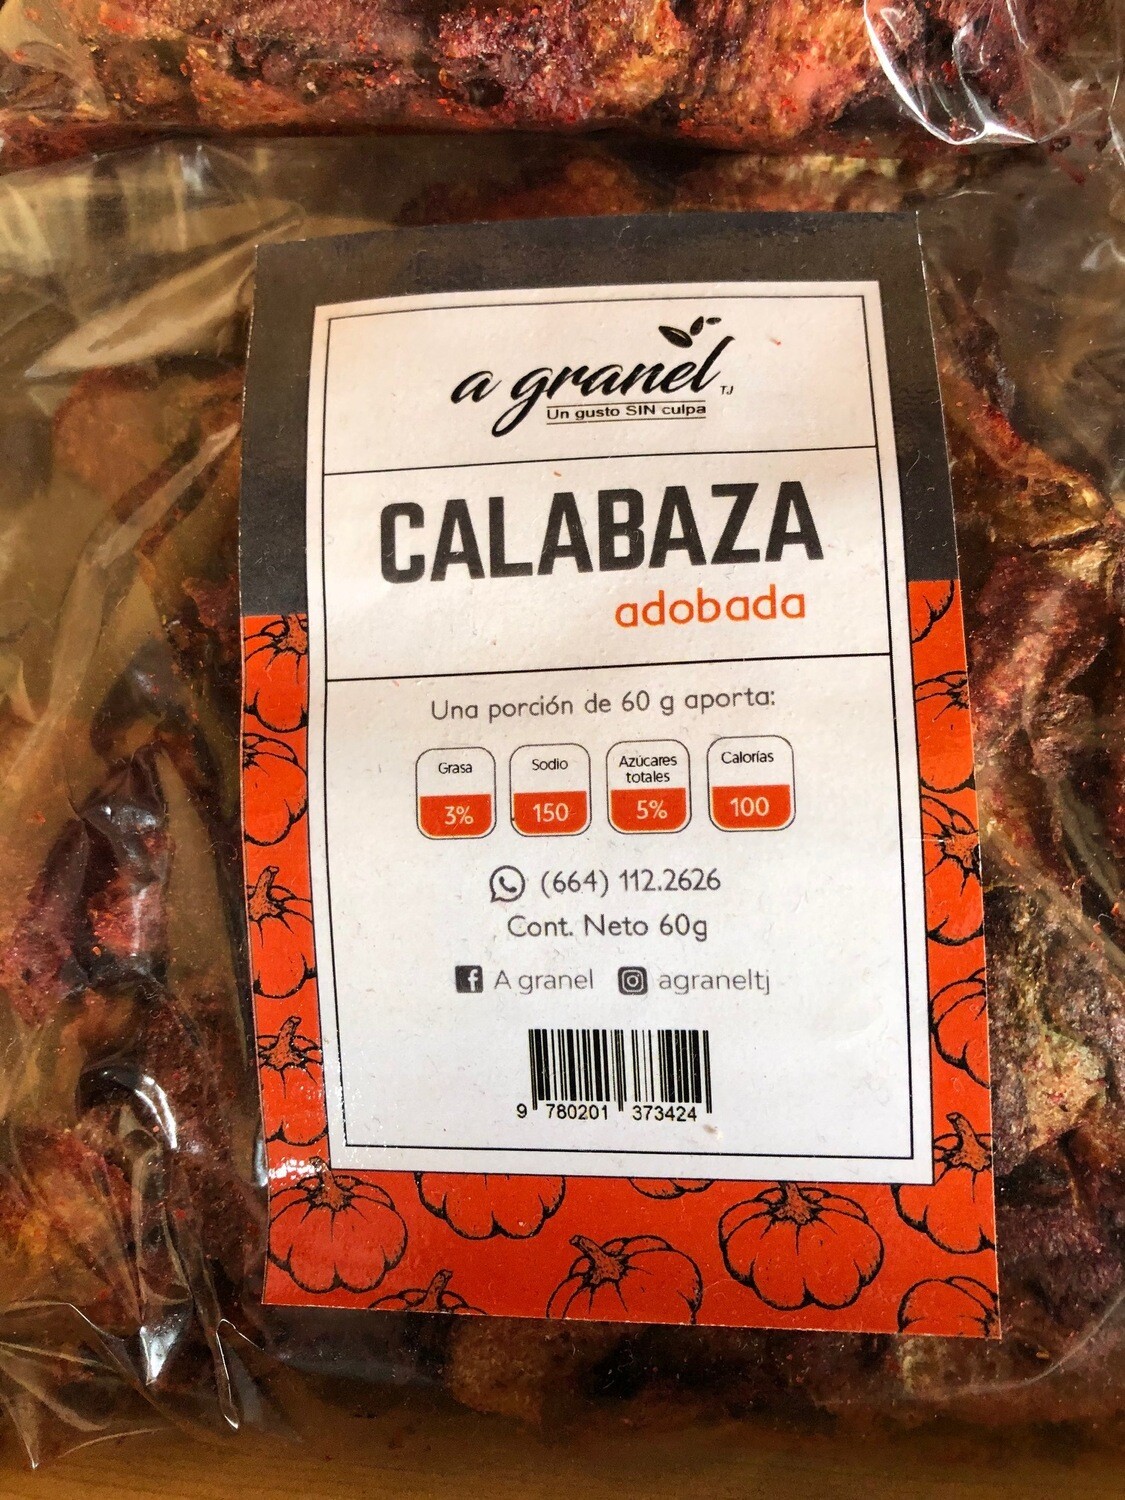 a granel TJ
Un gusto SIN culpa
CALABAZA
adobada
Una porción de 60 g aporta:
Grasa
3%
Sodio
150
Azúcares
totales
5%
Calorías
100
(664) 112.2626
Cont. Neto 60g
A granel agraneltj
9 780201 373424